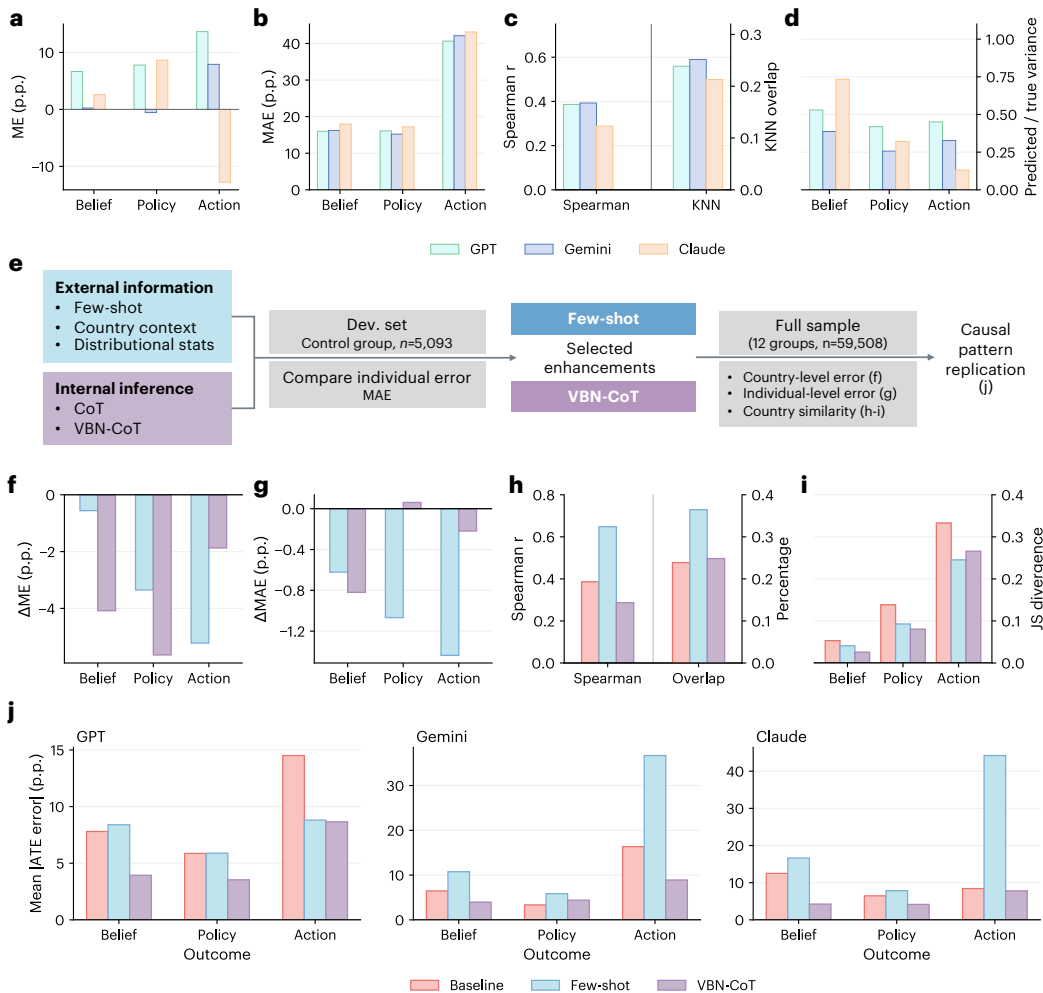 a
ME (p.p.)
10
0
−10
Belief
Policy
Action
b
MAE (p.p.)
40
30
20
10
0
Belief
Policy
Action
c
Spearman r
0.6
0.4
0.2
0.0
Spearman
KNN
0.3
0.2
0.1
0.0
KNN overlap
d
1.00
0.75
0.50
0.25
0.00
Predicted / true variance
Belief
Policy
Action
GPT
Gemini
Claude
e
External information
• Few-shot
• Country context
• Distributional stats
Internal inference
• CoT
• VBN-CoT
Dev. set
Control group, n=5,093
Compare individual error
MAE
Few-shot
Selected
enhancements
VBN-CoT
Full sample
(12 groups, n=59,508)
• Country-level error (f)
• Individual-level error (g)
• Country similarity (h-i)
Causal
pattern
replication
(j)
f
ΔME (p.p.)
0
−2
−4
Belief
Policy
Action
g
ΔMAE (p.p.)
0.0
−0.4
−0.8
−1.2
Belief
Policy
Action
h
Spearman r
0.8
0.6
0.4
0.2
0.0
Spearman
Overlap
0.4
0.3
0.2
0.1
0.0
Percentage
i
0.4
0.3
0.2
0.1
0.0
JS divergence
Belief
Policy
Action
j
GPT
Mean |ATE error| (p.p.)
15
10
5
0
Belief
Policy
Action
Outcome
Gemini
30
20
10
0
Belief
Policy
Action
Outcome
Claude
40
30
20
10
0
Belief
Policy
Action
Outcome
Baseline
Few-shot
VBN-CoT